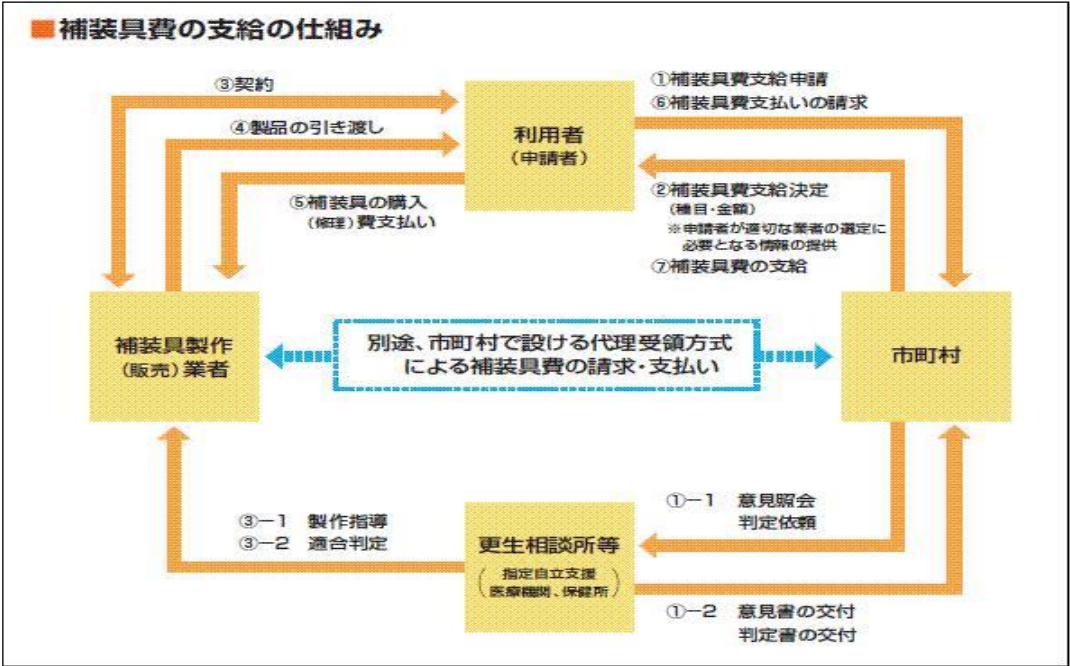 ■補装具費の支給の仕組み
③契約
④製品の引き渡し
⑤補装具の購入
(修理)費支払い
利用者
(申請者)
①補装具費支給申請
⑥補装具費支払いの請求
②補装具費支給決定
(種目・金額)
※申請者が適切な業者の選定に
必要となる情報の提供
⑦補装具費の支給
補装具製作
(販売)業者
別途、市町村で設ける代理受領方式
による補装具費の請求・支払い
市町村
③－1 製作指導
③－2 適合判定
更生相談所等
(指定自立支援
医療機関、保健所)
①－1 意見照会
判定依頼
①－2 意見書の交付
判定書の交付